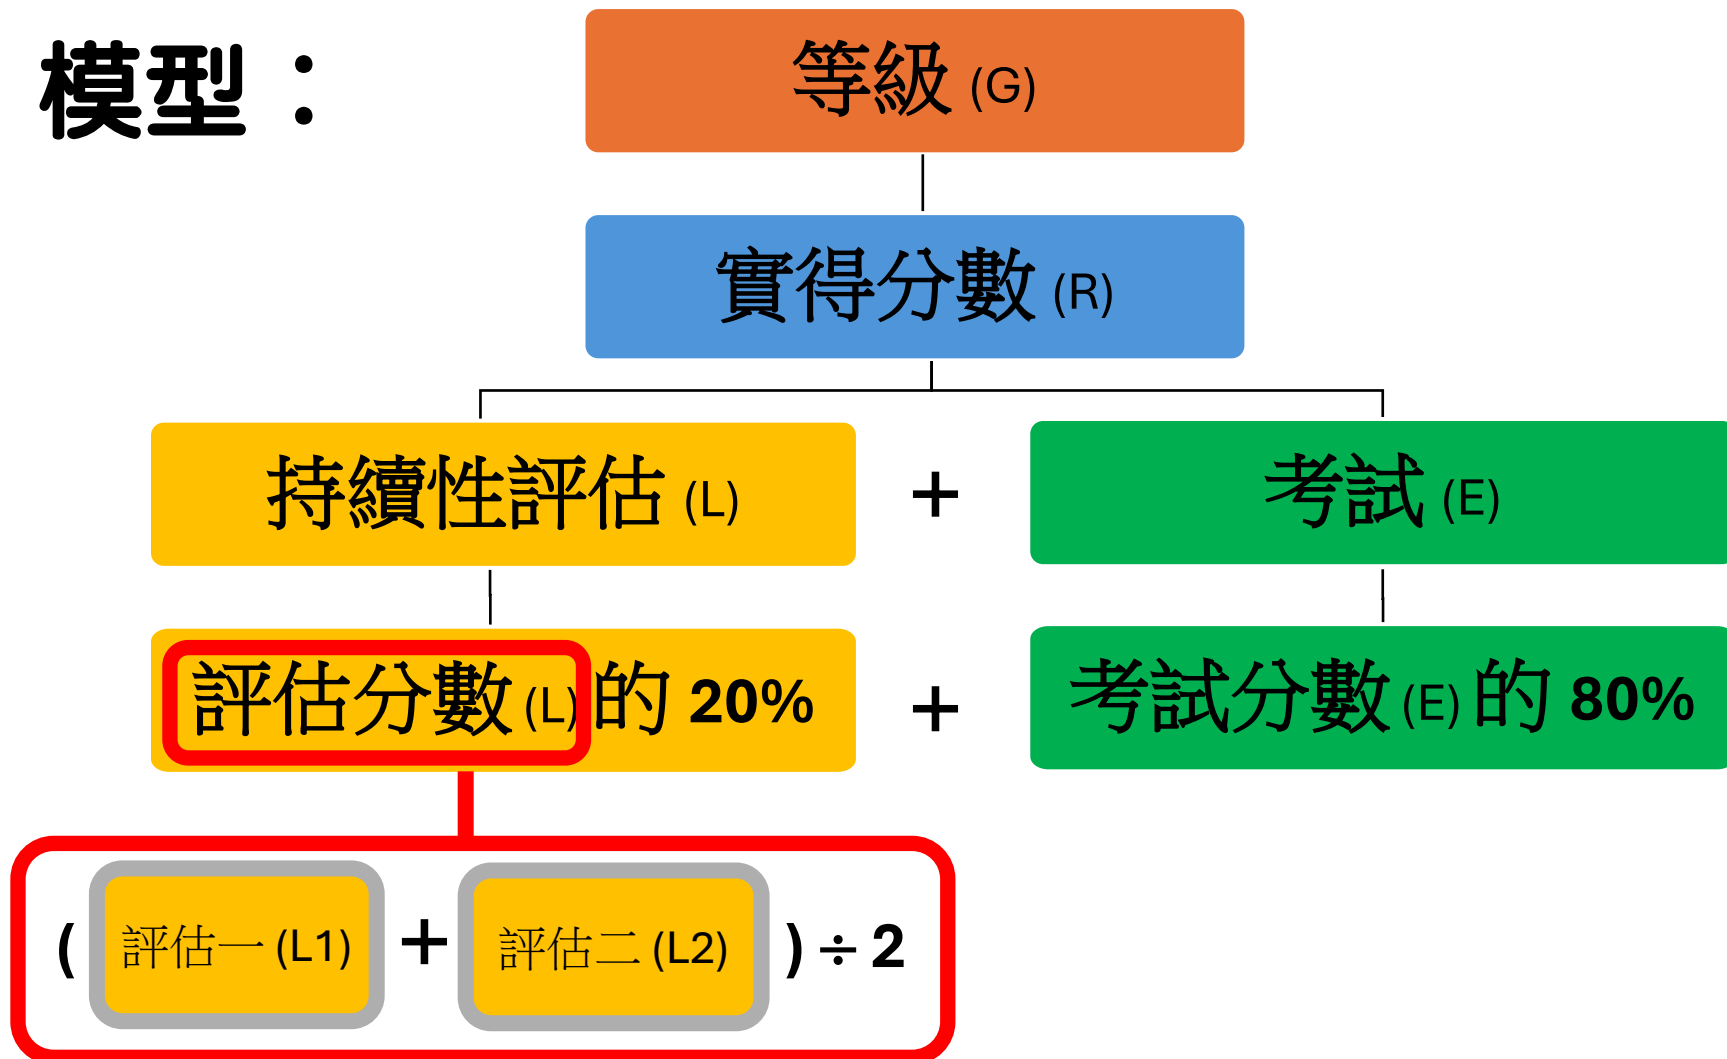 模型：
等級 (G)
實得分數 (R)
持續性評估 (L) + 考試 (E)
評估分數 (L) 的 20% + 考試分數 (E) 的 80%
( 評估一 (L1) + 評估二 (L2) ) ÷ 2